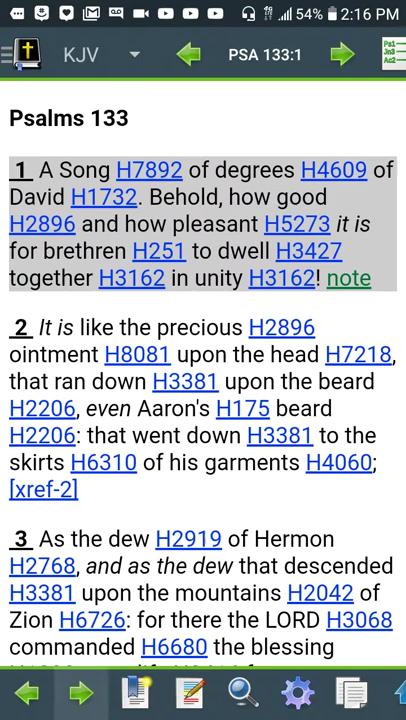 54% 2:16 PM
KJV PSA 133:1
Ps1
Jn3
Ac2
Psalms 133
1 A Song H7892 of degrees H4609 of
David H1732. Behold, how good
H2896 and how pleasant H5273 it is
for brethren H251 to dwell H3427
together H3162 in unity H3162! note
2 It is like the precious H2896
ointment H8081 upon the head H7218,
that ran down H3381 upon the beard
H2206, even Aaron's H175 beard
H2206: that went down H3381 to the
skirts H6310 of his garments H4060;
[xref-2]
3 As the dew H2919 of Hermon
H2768, and as the dew that descended
H3381 upon the mountains H2042 of
Zion H6726: for there the LORD H3068
commanded H6680 the blessing